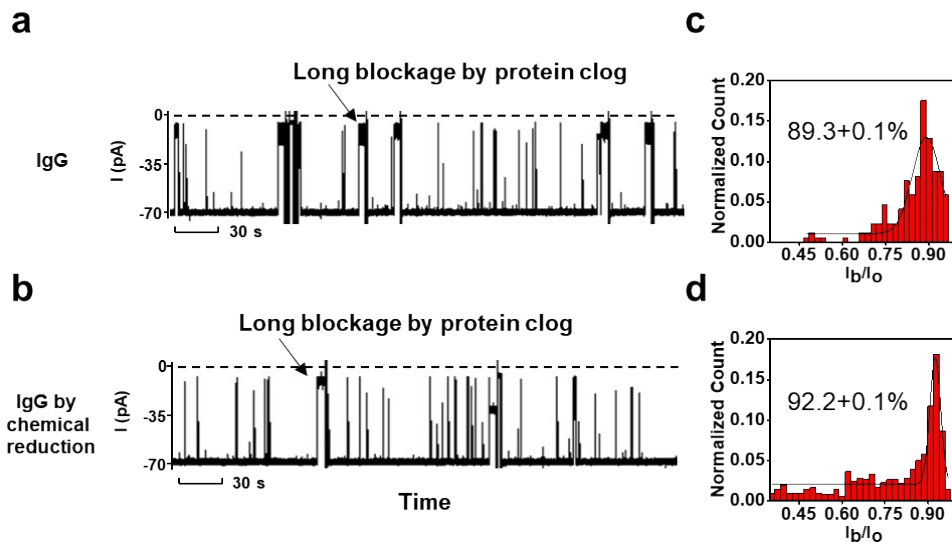 a
Long blockage by protein clog
IgG
I (pA)
0
-35
-70
30 s
c
Normalized Count
0.20
0.15
0.10
0.05
0.00
89.3+0.1%
0.45 0.60 0.75 0.90
Ib/Io
b
Long blockage by protein clog
IgG by
chemical
reduction
I (pA)
0
-35
-70
30 s
Time
d
Normalized Count
0.20
0.15
0.10
0.05
0.00
92.2+0.1%
0.45 0.60 0.75 0.90
Ib/Io